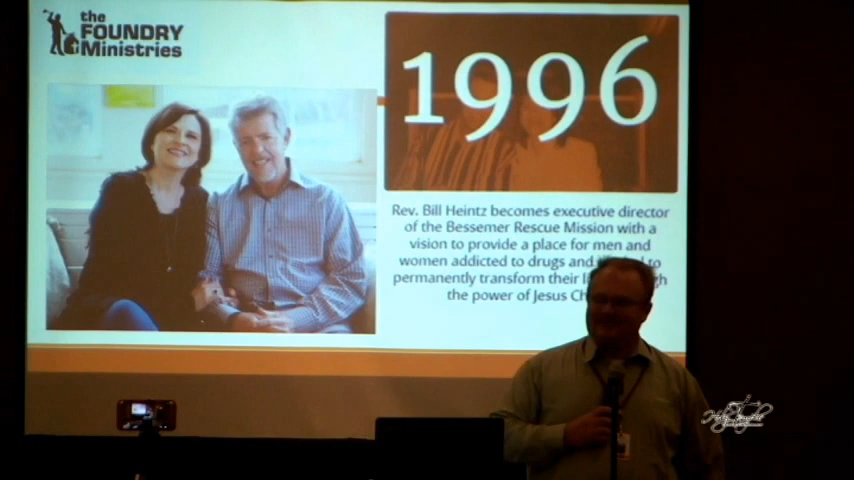 the
FOUNDRY
Ministries
1996
Rev. Bill Heintz becomes executive director
of the Bessemer Rescue Mission with a
vision to provide a place for men and
women addicted to drugs and to
permanently transform their
the power of Jesus